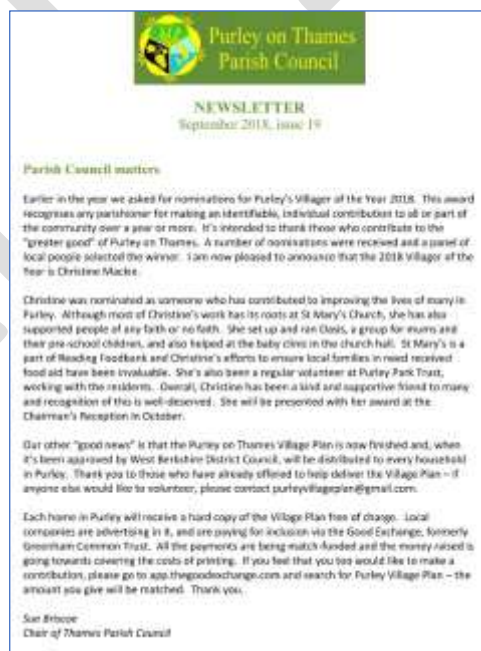 Purley on Thames
Parish Council
NEWSLETTER
September 2018, issue 19
Parish Council matters
Earlier in the year we asked for nominations for Purley's Villager of the Year 2018. This award
recognises any parishioner for making an identifiable, individual contribution to all or part of
the community over a year or more. It's intended to thank those who contribute to the
"greater good" of Purley on Thames. A number of nominations were received and a panel of
local people selected the winner. I am now pleased to announce that the 2018 Villager of the
Year is Christine Mackie.
Christine was nominated as someone who has contributed to improving the lives of many in
Purley. Although most of Christine's work has its roots at St Mary's Church, she has also
supported people of any faith or no faith. She set up and ran Oasis, a group for mums and
their pre-school children, and also helped at the baby clinic in the church hall. St Mary's is a
part of Reading Foodbank and Christine's efforts to ensure local families in need received
food aid have been invaluable. She's also been a regular volunteer at Purley Park Trust,
working with the residents. Overall, Christine has been a kind and supportive friend to many
and recognition of this is well-deserved. She will be presented with her award at the
Chairman's Reception in October.
Our other "good news" is that the Purley on Thames Village Plan is now finished and, when
it's been approved by West Berkshire District Council, will be distributed to every household
in Purley. Thank you to those who have already offered to help deliver the Village Plan – if
anyone else would like to volunteer, please contact purleyvillageplan@gmail.com.
Each home in Purley will receive a hard copy of the Village Plan free of charge. Local
companies are advertising in it, and are paying for inclusion via the Good Exchange, formerly
Greenham Common Trust. All the payments are being match-funded and the money raised is
going towards covering the costs of printing. If you feel that you too would like to make a
contribution, please go to app.thegoodexchange.com and search for Purley Village Plan – the
amount you give will be matched. Thank you.
Sue Briscoe
Chair of Thames Parish Council